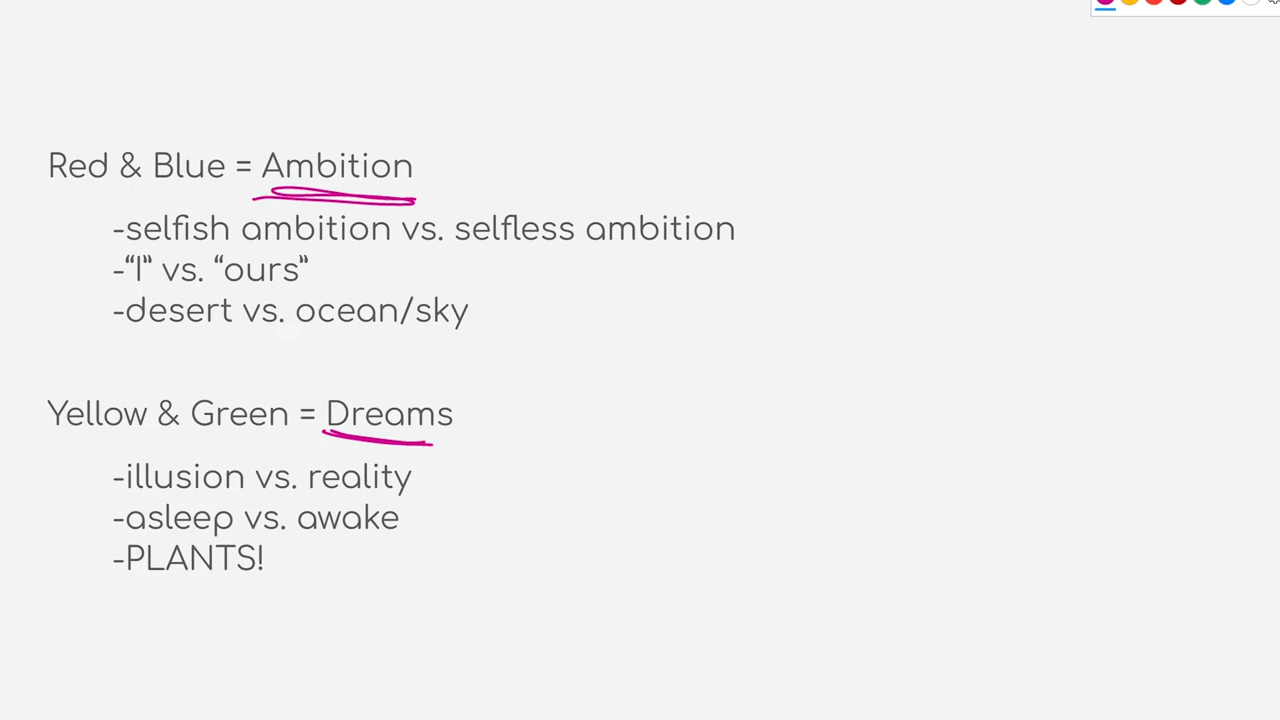 Red & Blue = Ambition
-selfish ambition vs. selfless ambition
-“I” vs. “ours”
-desert vs. ocean/sky
Yellow & Green = Dreams
-illusion vs. reality
-asleep vs. awake
-PLANTS!